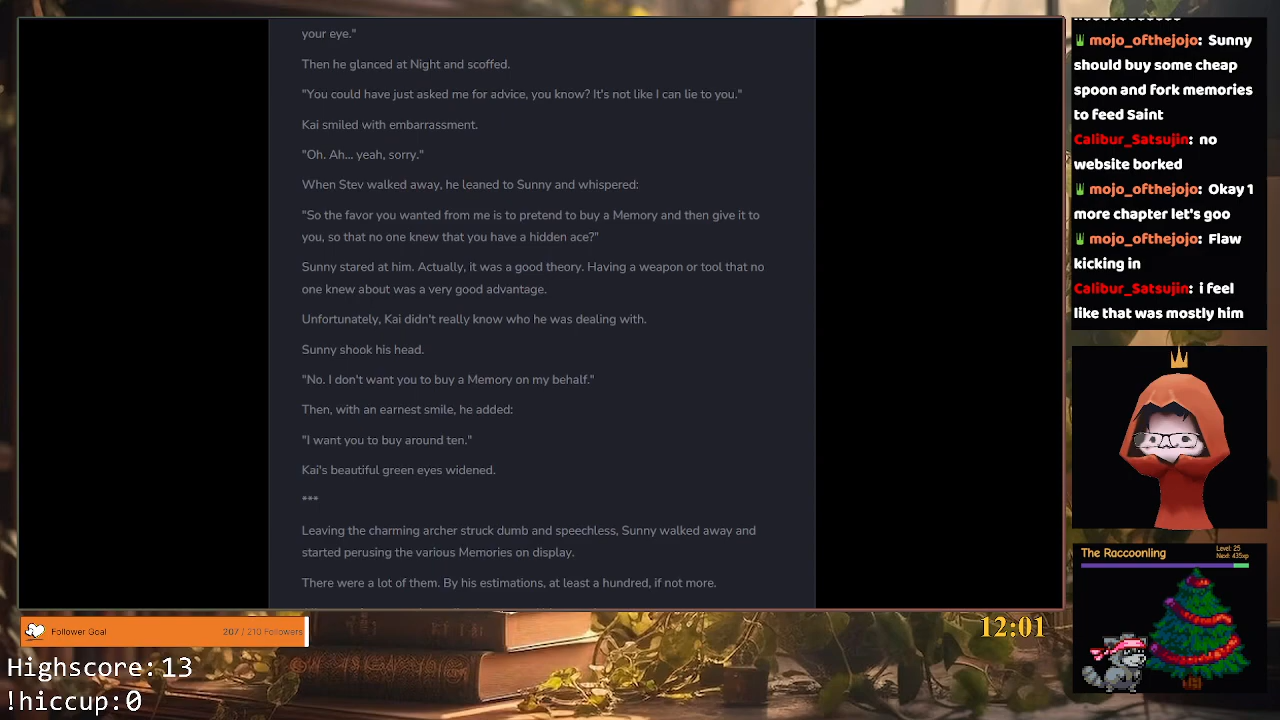 your eye."
Then he glanced at Night and scoffed.
"You could have just asked me for advice, you know? It's not like I can lie to you."
Kai smiled with embarrassment.
"Oh. Ah... yeah, sorry."
When Stev walked away, he leaned to Sunny and whispered:
"So the favor you wanted from me is to pretend to buy a Memory and then give it to
you, so that no one knew that you have a hidden ace?"
Sunny stared at him. Actually, it was a good theory. Having a weapon or tool that no
one knew about was a very good advantage.
Unfortunately, Kai didn't really know who he was dealing with.
Sunny shook his head.
"No. I don't want you to buy a Memory on my behalf."
Then, with an earnest smile, he added:
"I want you to buy around ten."
Kai's beautiful green eyes widened.
***
Leaving the charming archer struck dumb and speechless, Sunny walked away and
started perusing the various Memories on display.
There were a lot of them. By his estimations, at least a hundred, if not more.
mojo_ofthejojo: Sunny
should buy some cheap
spoon and fork memories
to feed Saint
Calibur_Satsujin: no
website borked
mojo_ofthejojo: Okay 1
more chapter let's goo
mojo_ofthejojo: Flaw
kicking in
Calibur_Satsujin: i feel
like that was mostly him
The Raccoonling
Level: 25
Next: 435xp
Follower Goal
207 / 210 Followers
12:01
Highscore:13
!hiccup:0